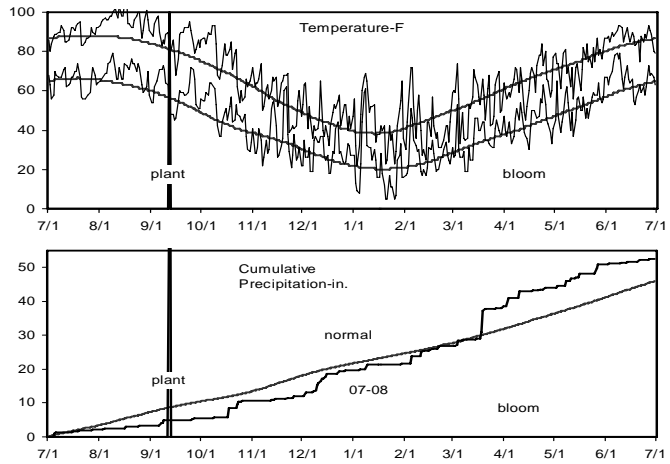 100
Temperature-F
80
60
40
20
plant
bloom
0
7/1 8/1 9/1 10/1 11/1 12/1 1/1 2/1 3/1 4/1 5/1 6/1 7/1
50
Cumulative
Precipitation-in.
40
normal
30
20
plant
07-08
10
bloom
0
7/1 8/1 9/1 10/1 11/1 12/1 1/1 2/1 3/1 4/1 5/1 6/1 7/1